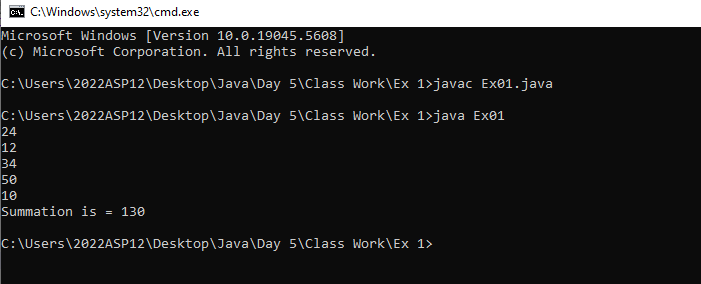 C:\Windows\system32\cmd.exe
Microsoft Windows [Version 10.0.19045.5608]
(c) Microsoft Corporation. All rights reserved.
C:\Users\2022ASP12\Desktop\Java\Day 5\Class Work\Ex 1>javac Ex01.java
C:\Users\2022ASP12\Desktop\Java\Day 5\Class Work\Ex 1>java Ex01
24
12
34
50
10
Summation is = 130
C:\Users\2022ASP12\Desktop\Java\Day 5\Class Work\Ex 1>